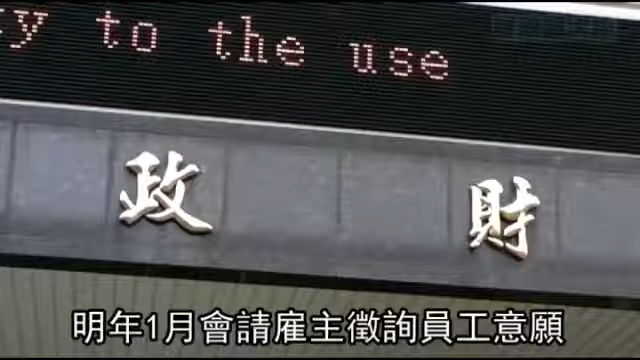 to the use
財政
明年1月會請雇主徵詢員工意願